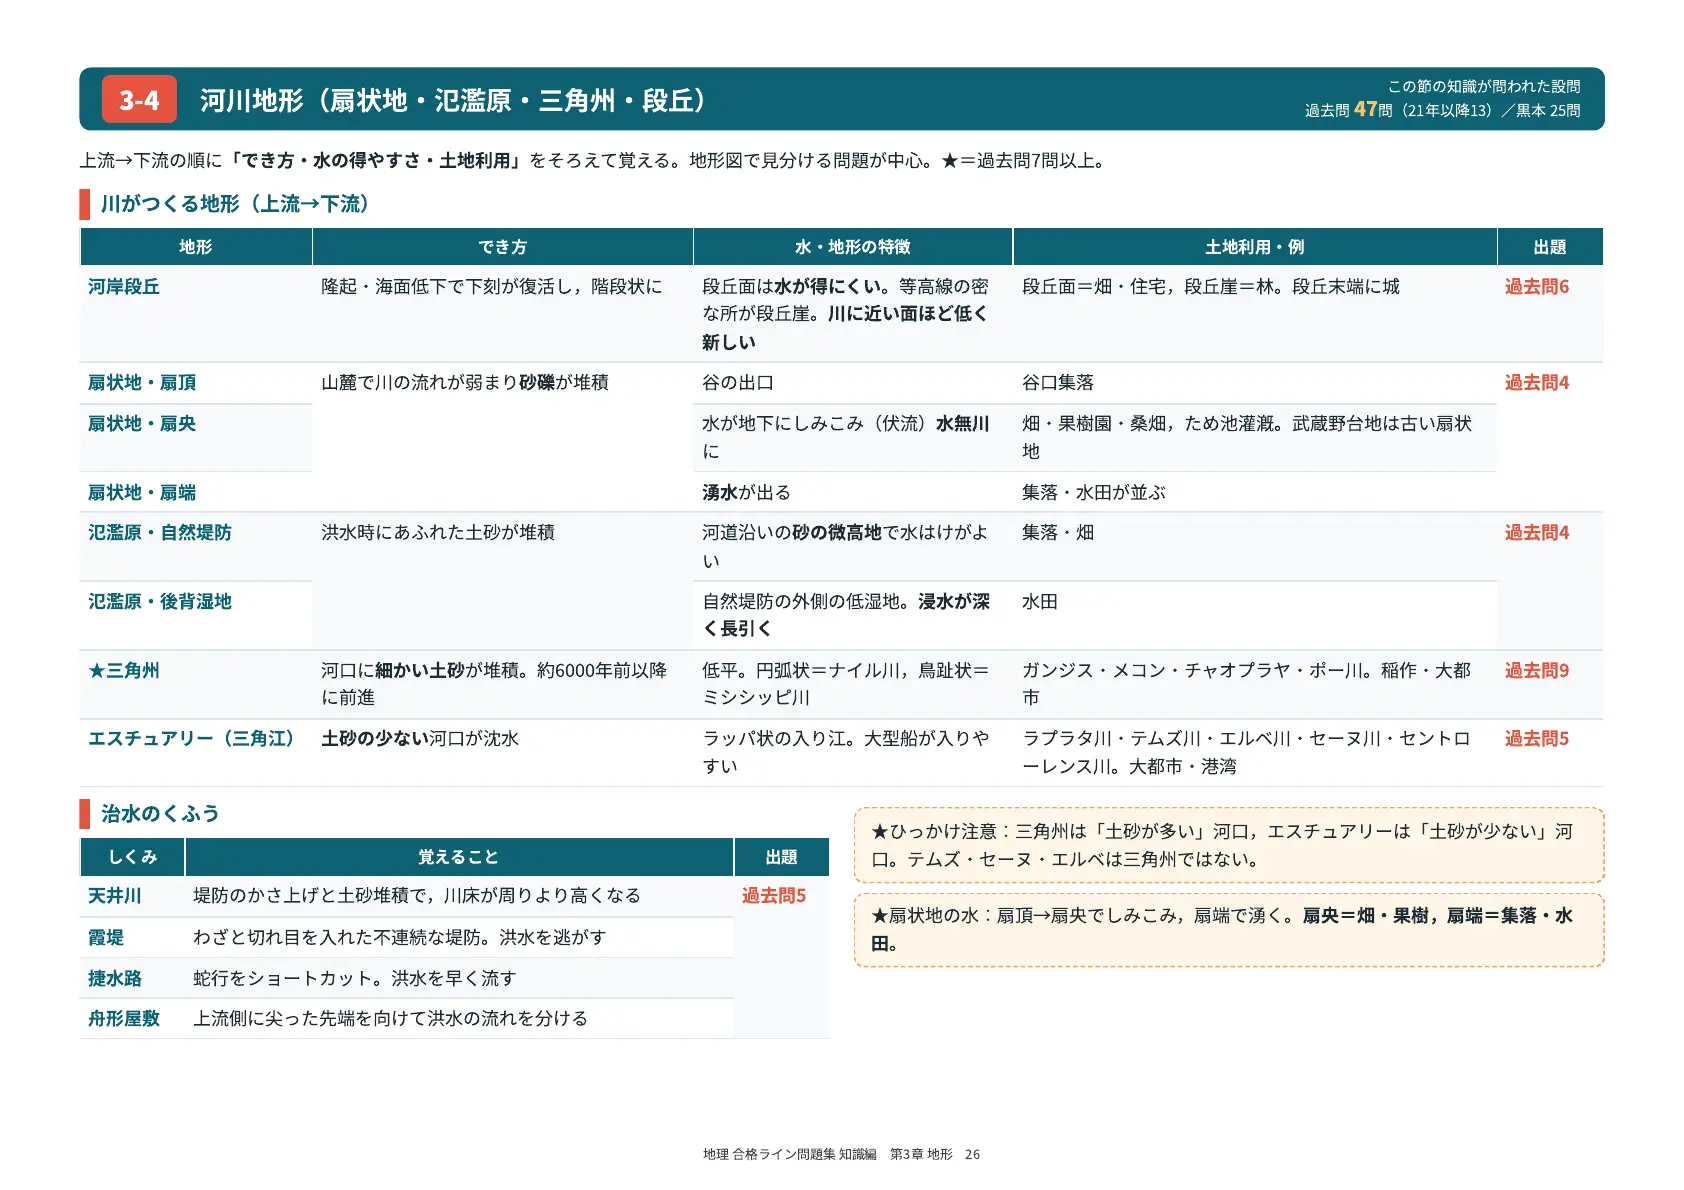 3-4 河川地形（扇状地・氾濫原・三角州・段丘）
この節の知識が問われた設問
過去問 47問（21年以降13）／黒本 25問
上流→下流の順に「でき方・水の得やすさ・土地利用」をそろえて覚える。地形図で見分ける問題が中心。★＝過去問7問以上。
川がつくる地形（上流→下流）
地形 でき方 水・地形の特徴 土地利用・例 出題
河岸段丘 隆起・海面低下で下刻が復活し，階段状に 段丘面は水が得にくい。等高線の密 段丘面＝畑・住宅，段丘崖＝林。段丘末端に城 過去問6
な所が段丘崖。川に近い面ほど低く
新しい
扇状地・扇頂 山麓で川の流れが弱まり砂礫が堆積 谷の出口 谷口集落 過去問4
扇状地・扇央 水が地下にしみこみ（伏流）水無川 畑・果樹園・桑畑，ため池灌漑。武蔵野台地は古い扇状
に 地
扇状地・扇端 湧水が出る 集落・水田が並ぶ
氾濫原・自然堤防 洪水時にあふれた土砂が堆積 河道沿いの砂の微高地で水はけがよ 集落・畑 過去問4
い
氾濫原・後背湿地 自然堤防の外側の低湿地。浸水が深 水田
く長引く
★三角州 河口に細かい土砂が堆積。約6000年前以降 低平。円弧状＝ナイル川，鳥趾状＝ ガンジス・メコン・チャオプラヤ・ポー川。稲作・大都 過去問9
に前進 ミシシッピ川 市
エスチュアリー（三角江） 土砂の少ない河口が沈水 ラッパ状の入り江。大型船が入りや ラプラタ川・テムズ川・エルベ川・セーヌ川・セントロ 過去問5
すい ーレンス川。大都市・港湾
治水のくふう
しくみ 覚えること 出題
天井川 堤防のかさ上げと土砂堆積で，川床が周りより高くなる 過去問5
霞堤 わざと切れ目を入れた不連続な堤防。洪水を逃がす
捷水路 蛇行をショートカット。洪水を早く流す
舟形屋敷 上流側に尖った先端を向けて洪水の流れを分ける
★ひっかけ注意：三角州は「土砂が多い」河口，エスチュアリーは「土砂が少ない」河
口。テムズ・セーヌ・エルベは三角州ではない。
★扇状地の水：扇頂→扇央でしみこみ，扇端で湧く。扇央＝畑・果樹，扇端＝集落・水
田。
地理 合格ライン問題集 知識編 第3章 地形 26